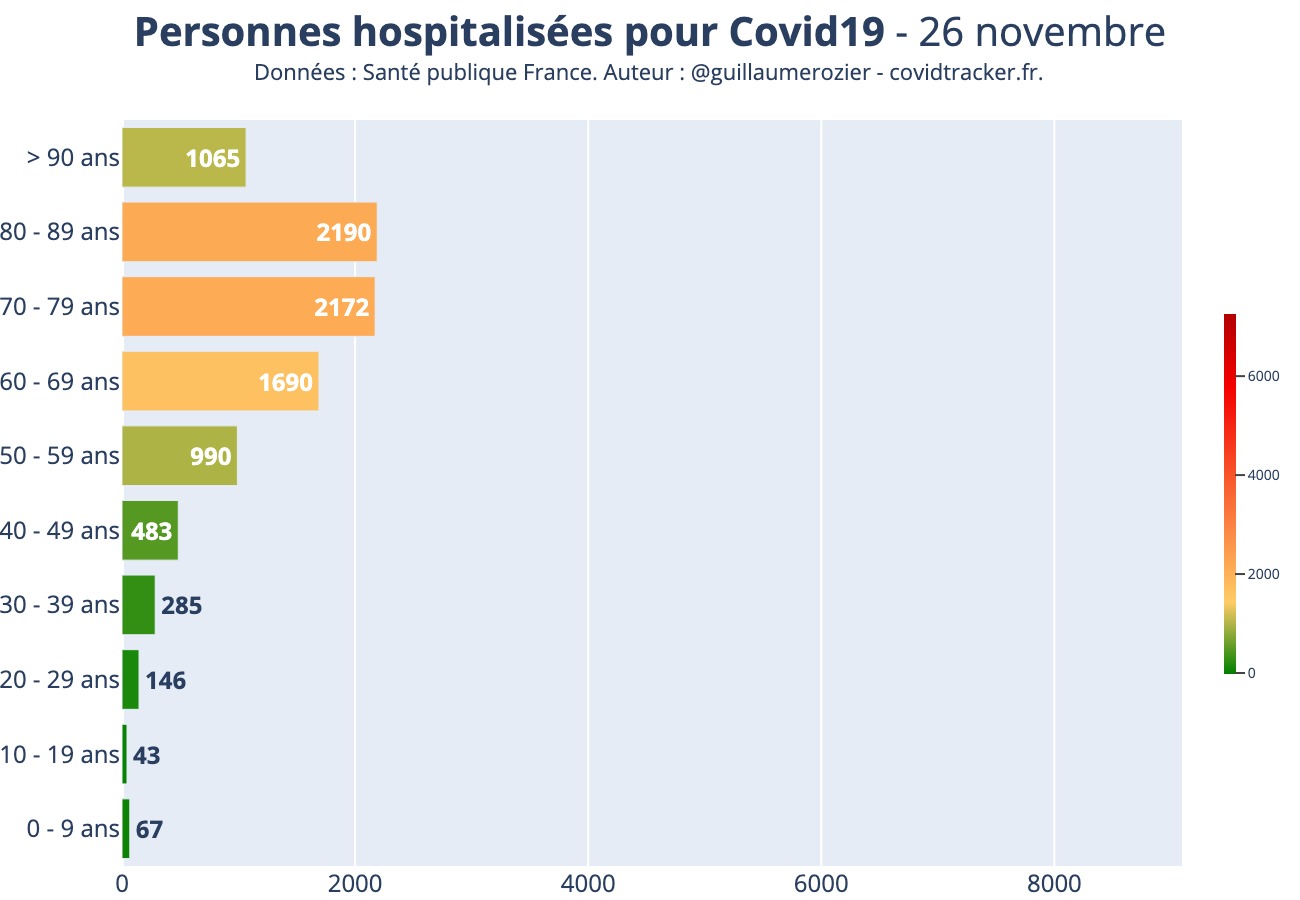 Personnes hospitalisées pour Covid19 - 26 novembre
Données : Santé publique France. Auteur : @guillaumerozier - covidtracker.fr.
> 90 ans 1065
80 - 89 ans 2190
70 - 79 ans 2172
60 - 69 ans 1690
50 - 59 ans 990
40 - 49 ans 483
30 - 39 ans 285
20 - 29 ans 146
10 - 19 ans 43
0 - 9 ans 67
0 2000 4000 6000 8000
6000
4000
2000
0